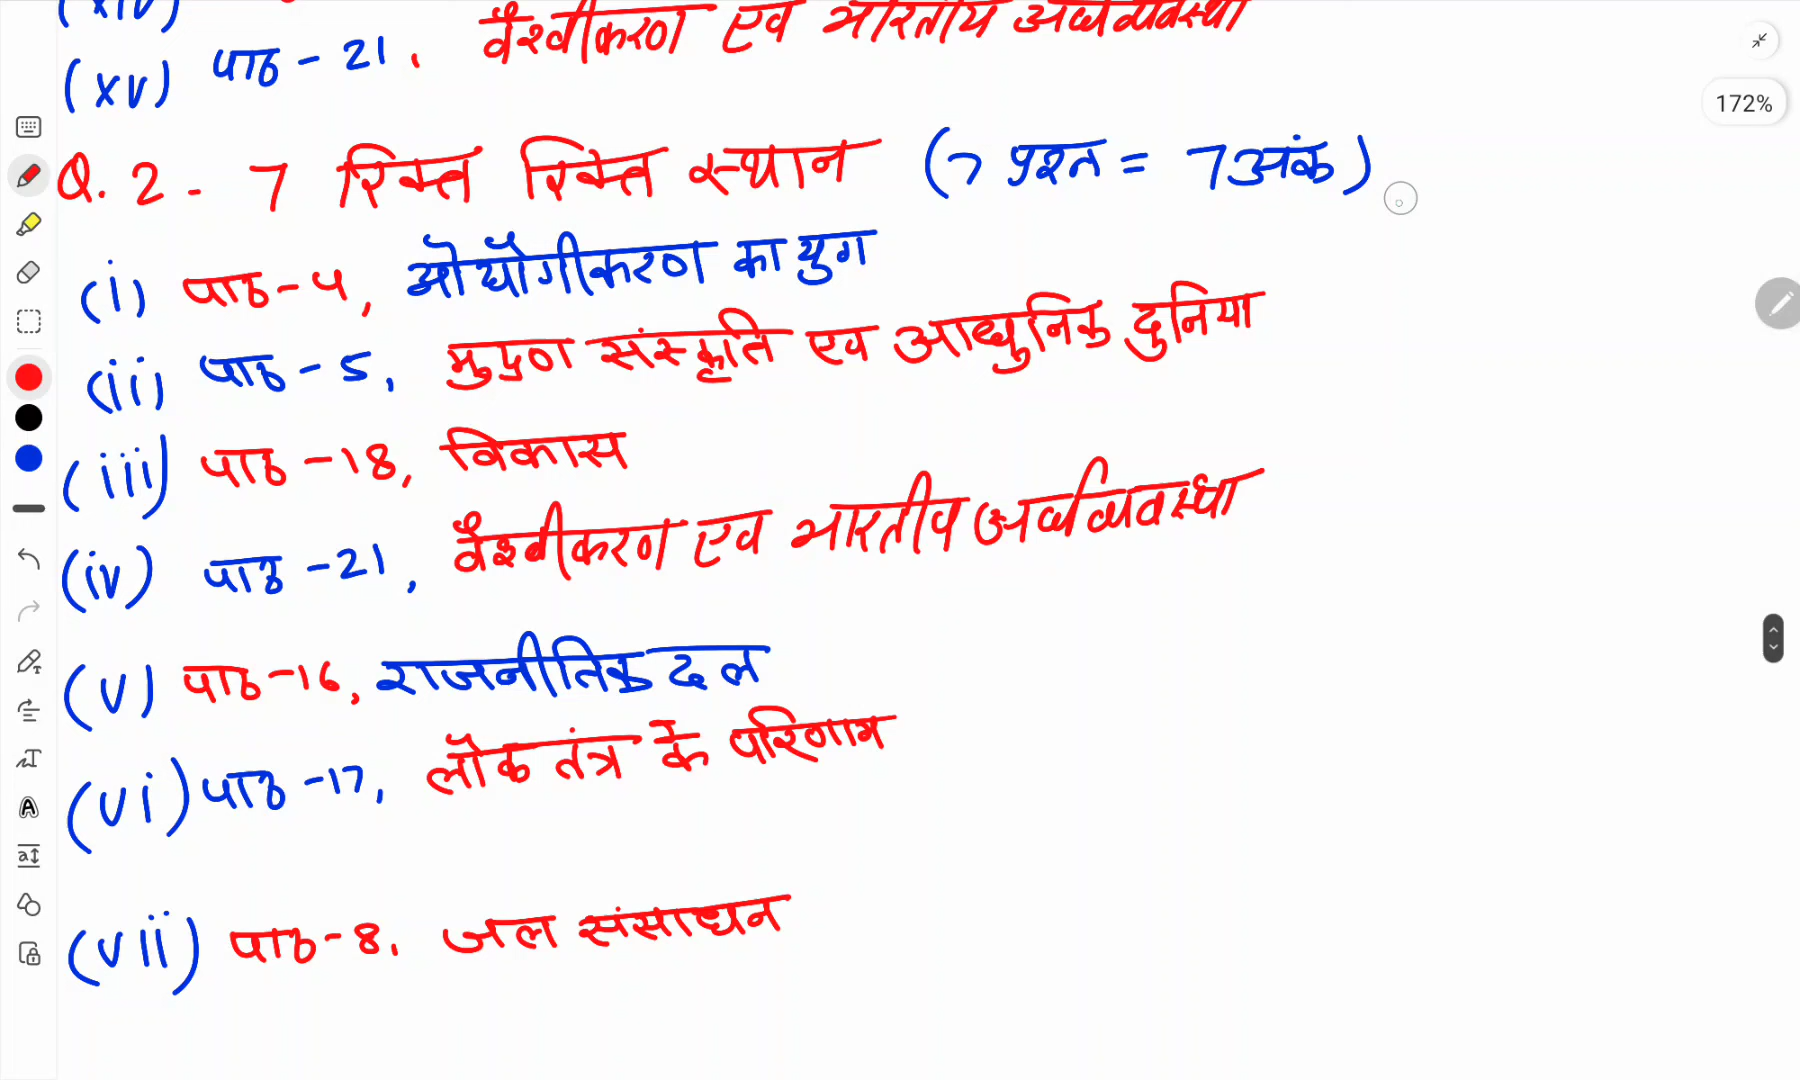 (xv) पाठ - 21, वैश्वीकरण एव भारतीय अर्थव्यवस्था
172%
Q. 2 - 7 रिक्त रिक्त स्थान (7 प्रश्न = 7 अंक)
(i) पाठ-4, औद्योगीकरण का युग
(ii) पाठ - 5, मुद्रण संस्कृति एव आधुनिक दुनिया
(iii) पाठ -18, विकास
(iv) पाठ -21, वैश्वीकरण एव भारतीय अर्थव्यवस्था
(v) पाठ -16, राजनीतिक दल
(vi) पाठ -17, लोकतंत्र के परिणाम
(vii) पाठ -8, जल संसाधन